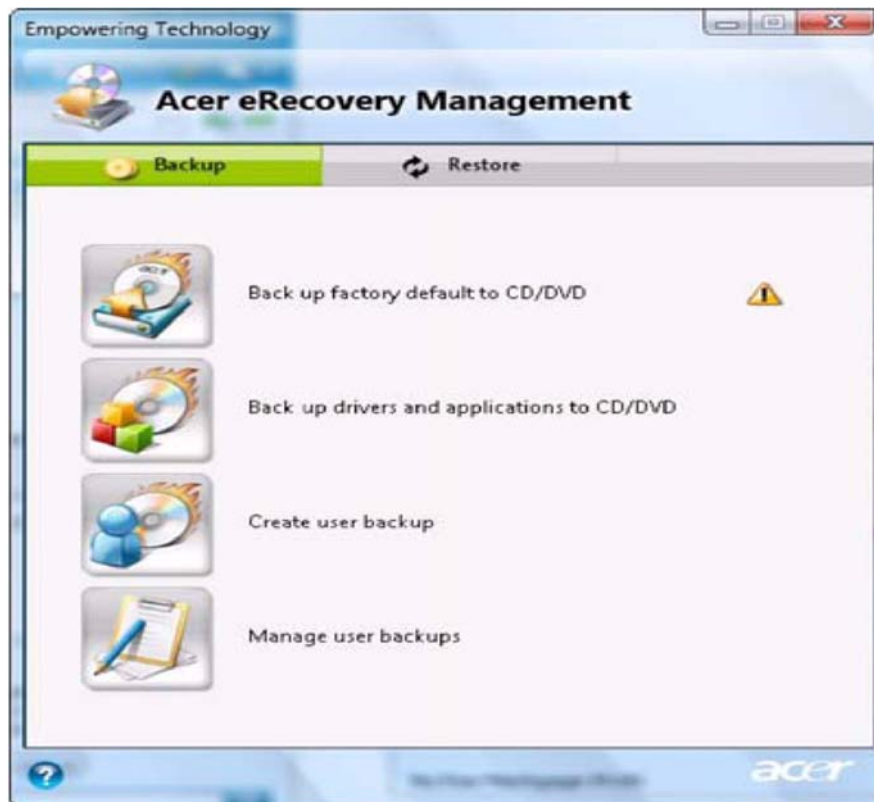 Empowering Technology
Acer eRecovery Management
Backup
Restore
acer
Back up factory default to CD/DVD
Back up drivers and applications to CD/DVD
Create user backup
Manage user backups
acer